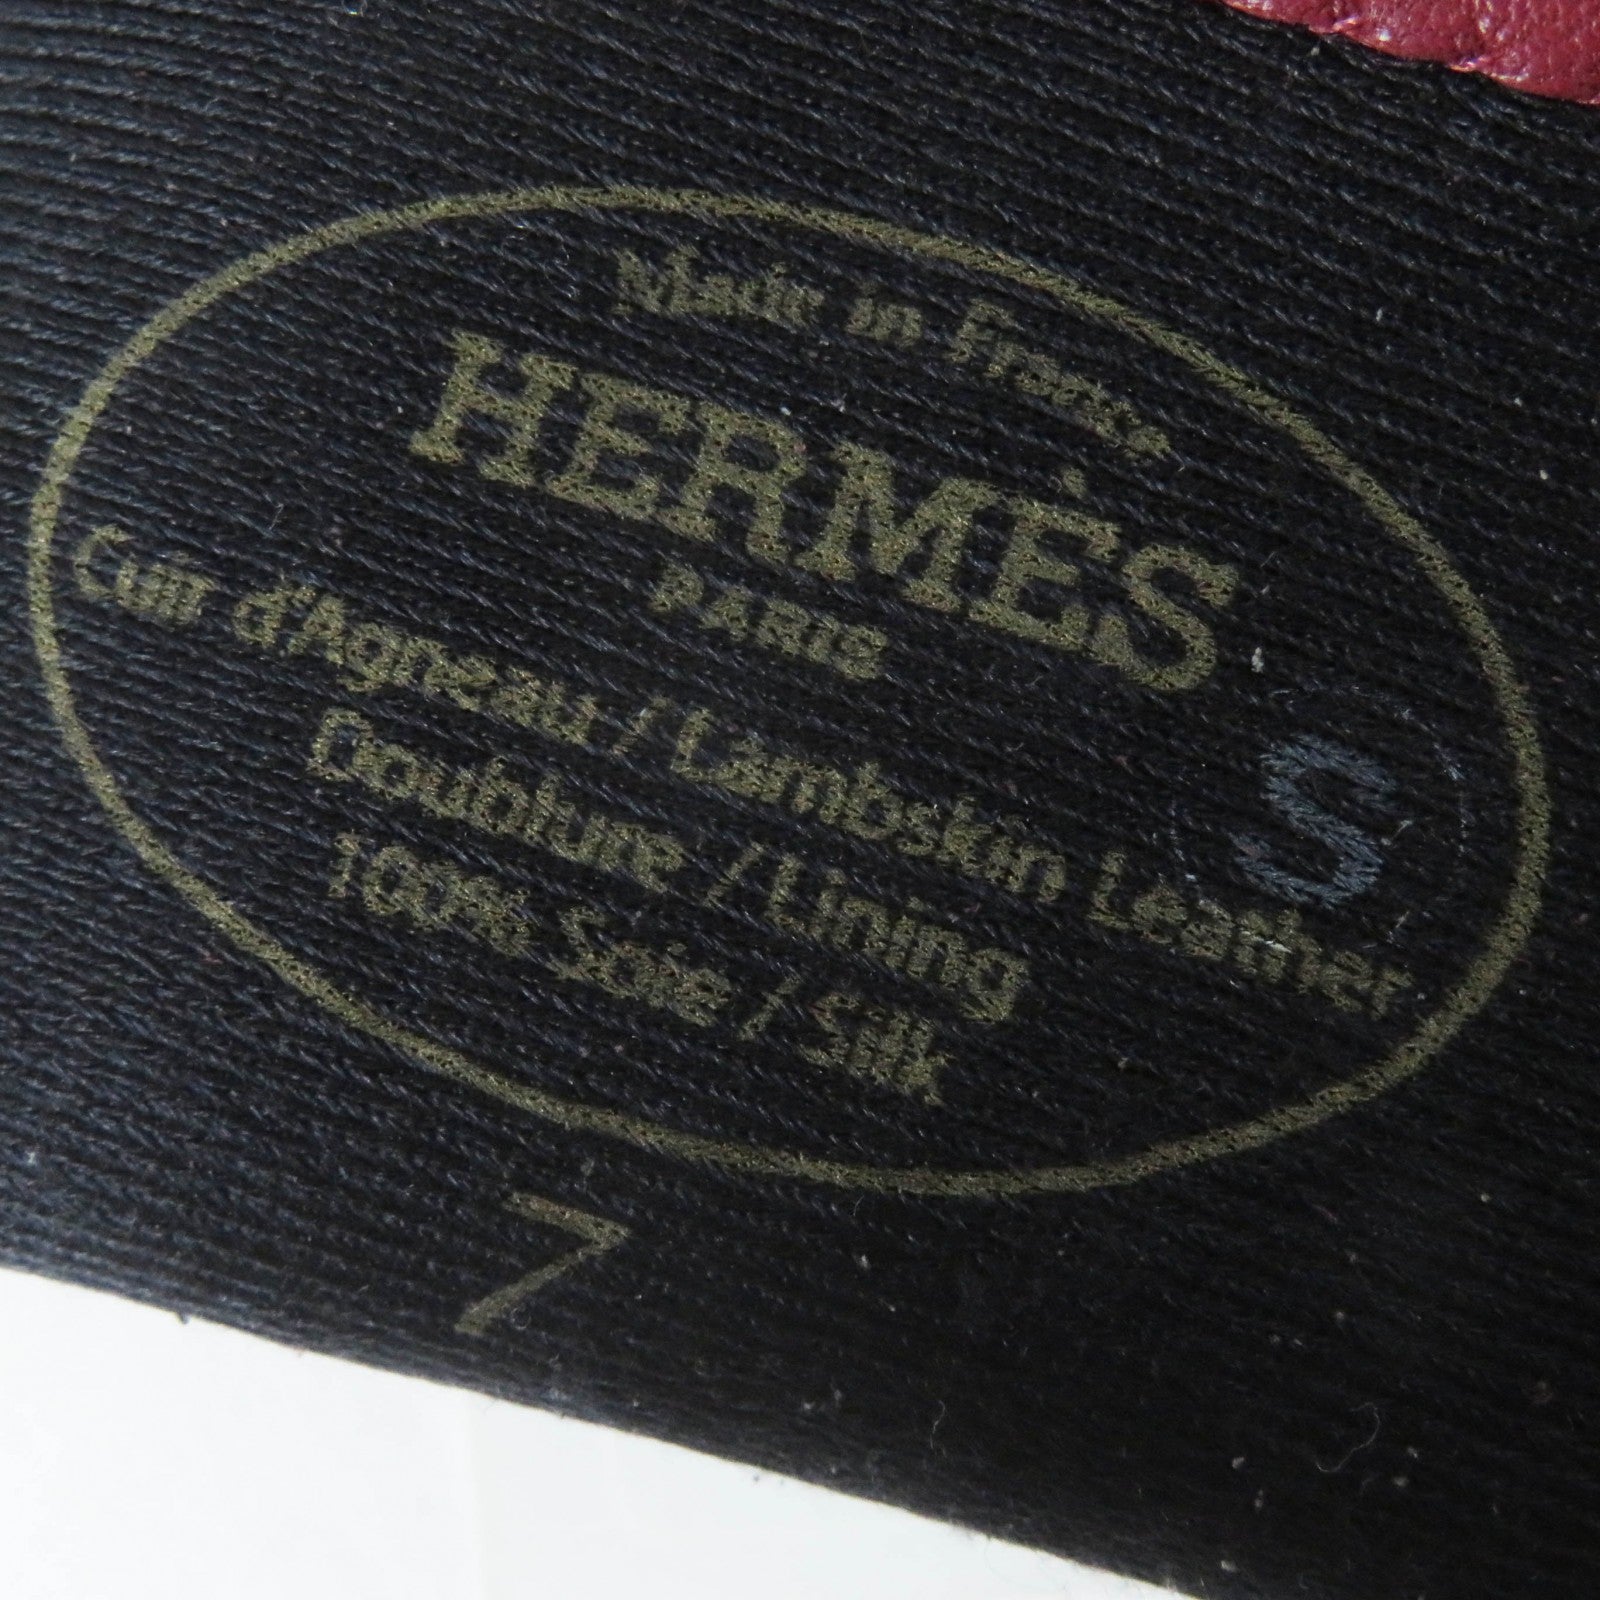 Made in France
HERMÈS
PARIS
S
Cuir d'Agneau / Lambskin Leather
Doublure / Lining
100% Soie / Silk
7